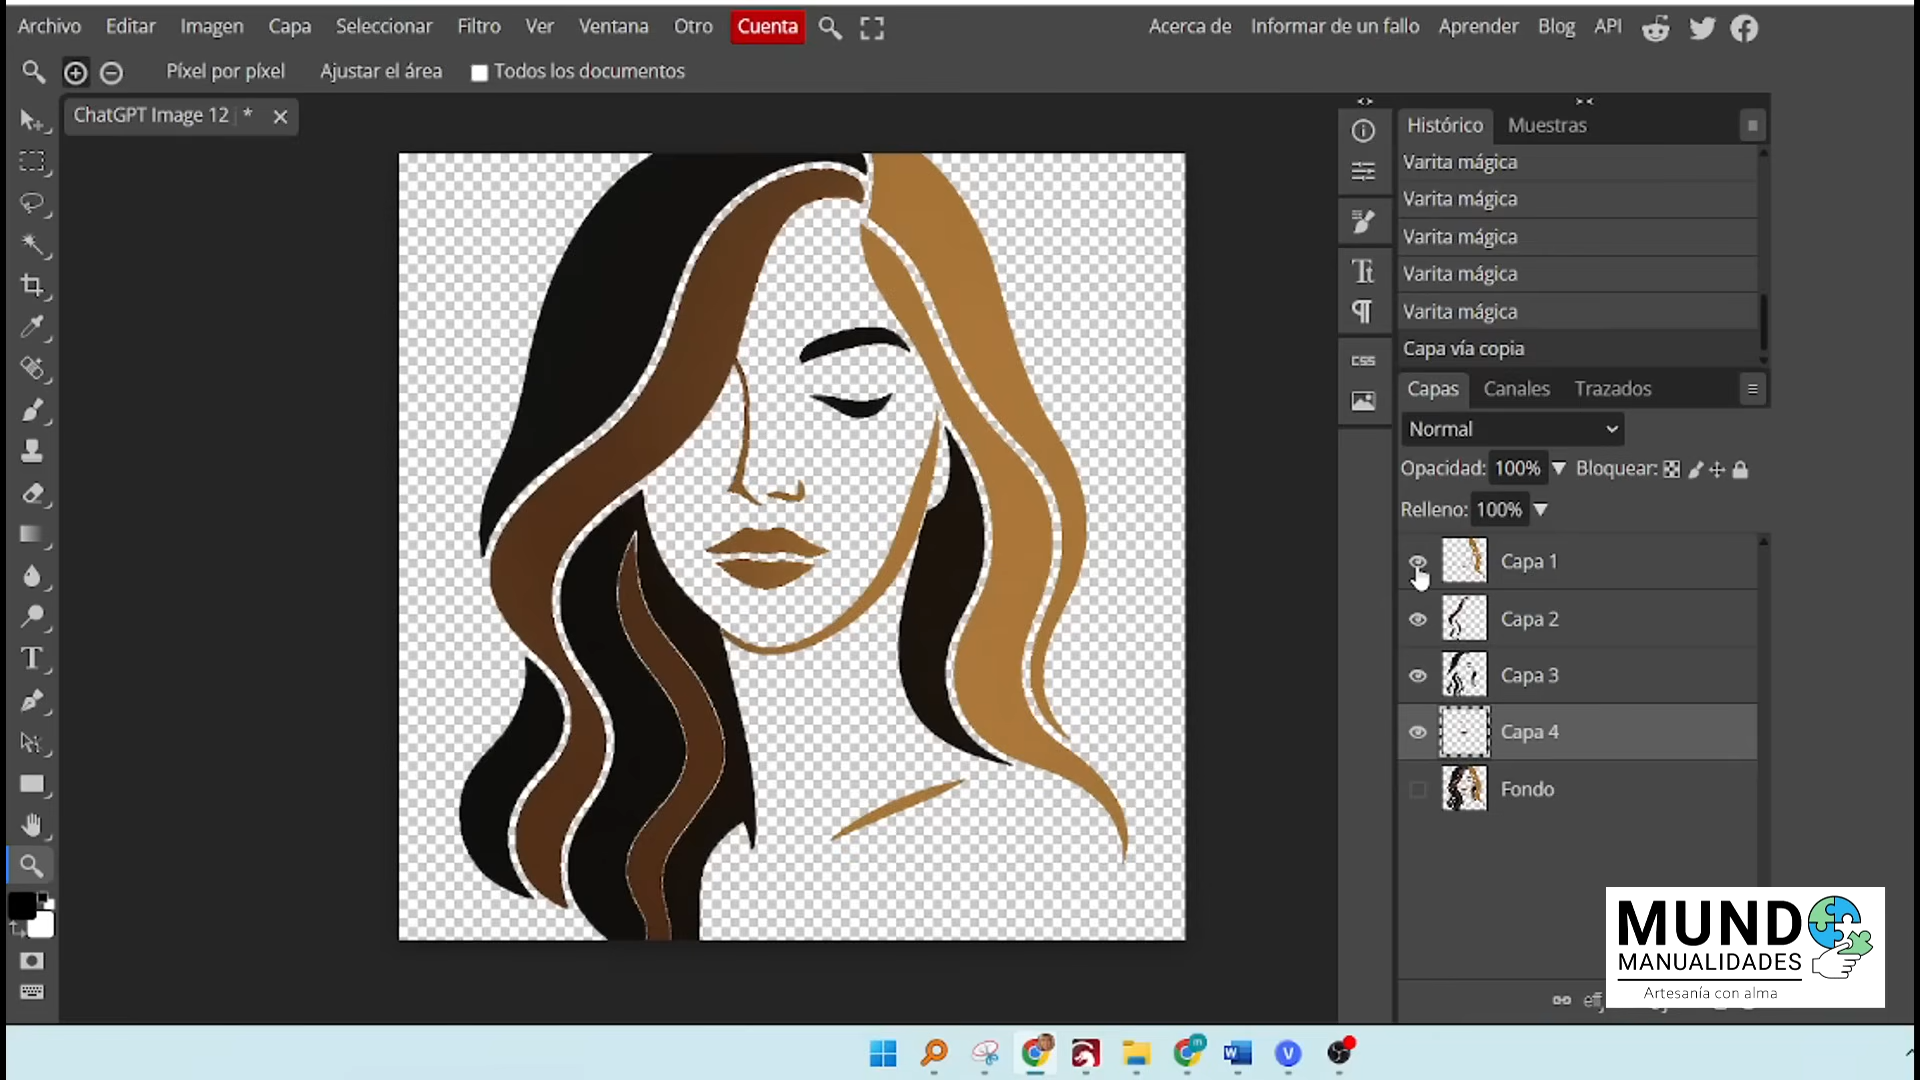 Archivo Editar Imagen Capa Seleccionar Filtro Ver Ventana Otro Cuenta Acerca de Informar de un fallo Aprender Blog API
Píxel por píxel Ajustar el área Todos los documentos
ChatGPT Image 12 *
Histórico Muestras
Varita mágica
Varita mágica
Varita mágica
Varita mágica
Varita mágica
Capa vía copia
CSS
Capas Canales Trazados
Normal
Opacidad: 100% Bloquear:
Relleno: 100%
Capa 1
Capa 2
Capa 3
Capa 4
Fondo
MUNDO
MANUALIDADES
Artesanía con alma